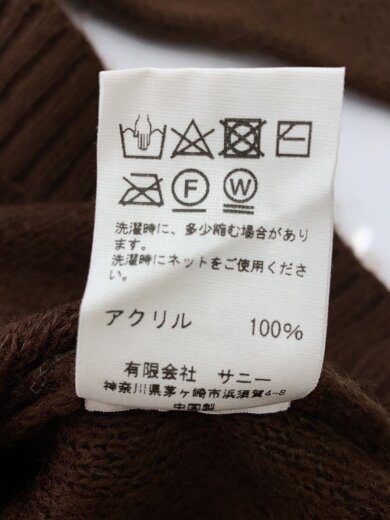 F W
洗濯時に、多少縮む場合があり
ます。
洗濯時にネットをご使用くださ
い。
アクリル 100%
有限会社 サニー
神奈川県茅ヶ崎市浜須賀4-8
中国製